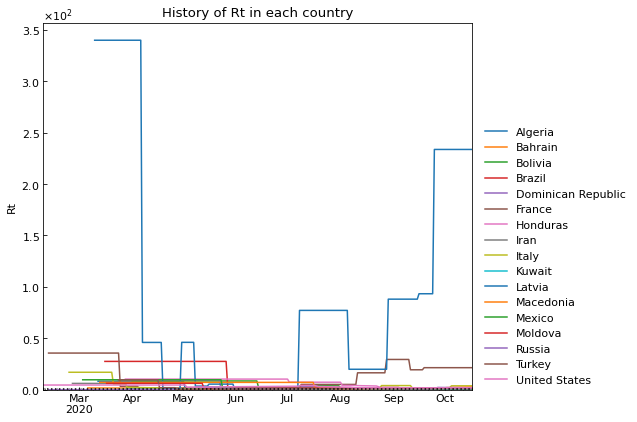 History of Rt in each country
×10²
3.5
3.0
2.5
2.0
1.5
1.0
0.5
0.0
Rt
Mar
2020
Apr
May
Jun
Jul
Aug
Sep
Oct
Algeria
Bahrain
Bolivia
Brazil
Dominican Republic
France
Honduras
Iran
Italy
Kuwait
Latvia
Macedonia
Mexico
Moldova
Russia
Turkey
United States